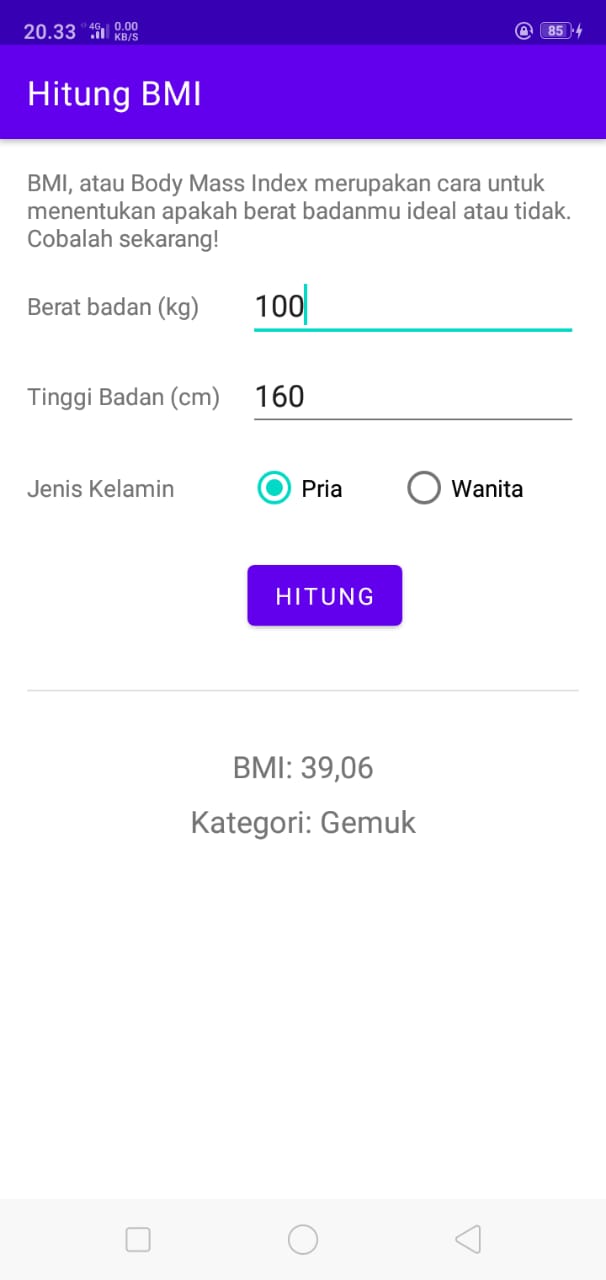 20.33 4G 0.00 KB/S 85
Hitung BMI
BMI, atau Body Mass Index merupakan cara untuk
menentukan apakah berat badanmu ideal atau tidak.
Cobalah sekarang!
Berat badan (kg) 100
Tinggi Badan (cm) 160
Jenis Kelamin Pria Wanita
HITUNG
BMI: 39,06
Kategori: Gemuk